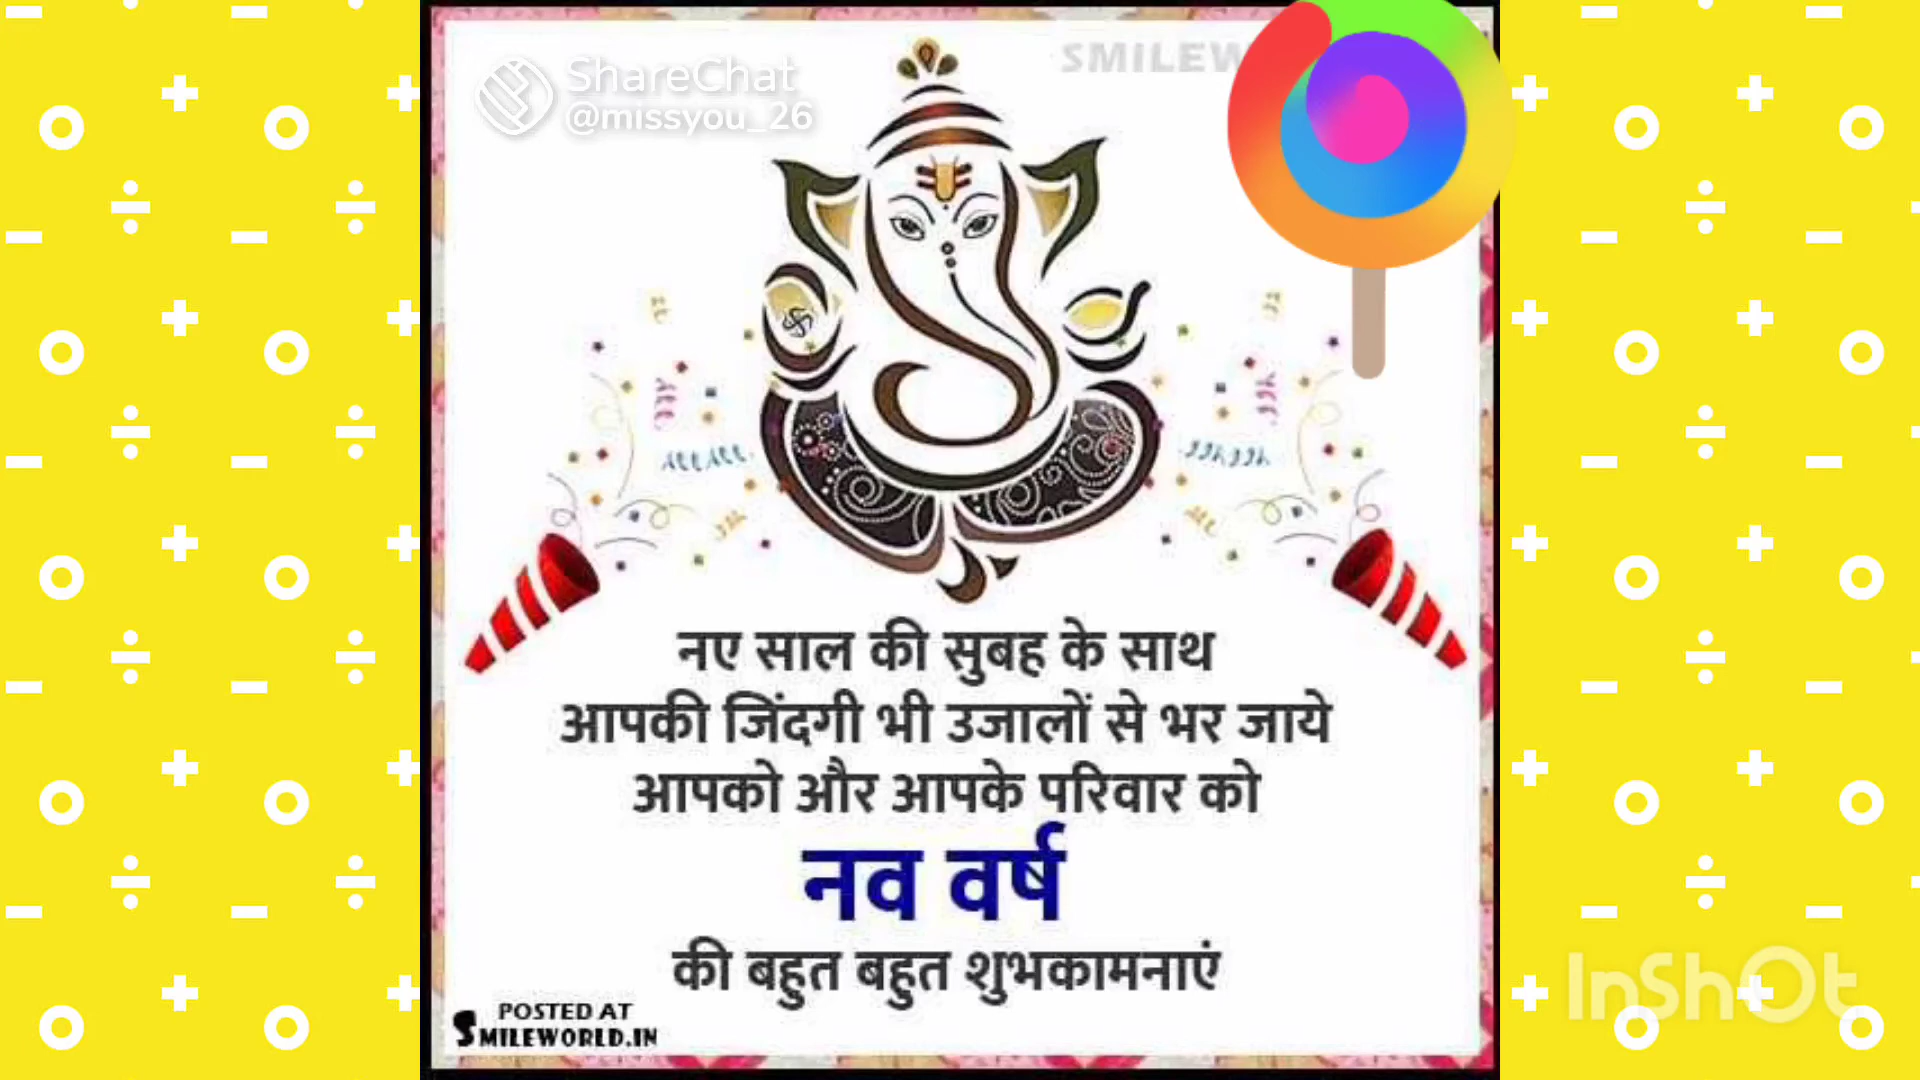 SMILEW
ShareChat
@missyou_26
नए साल की सुबह के साथ
आपकी जिंदगी भी उजालों से भर जाये
आपको और आपके परिवार को
नव वर्ष
की बहुत बहुत शुभकामनाएं
POSTED AT
SMILEWORLD.IN
InShOt